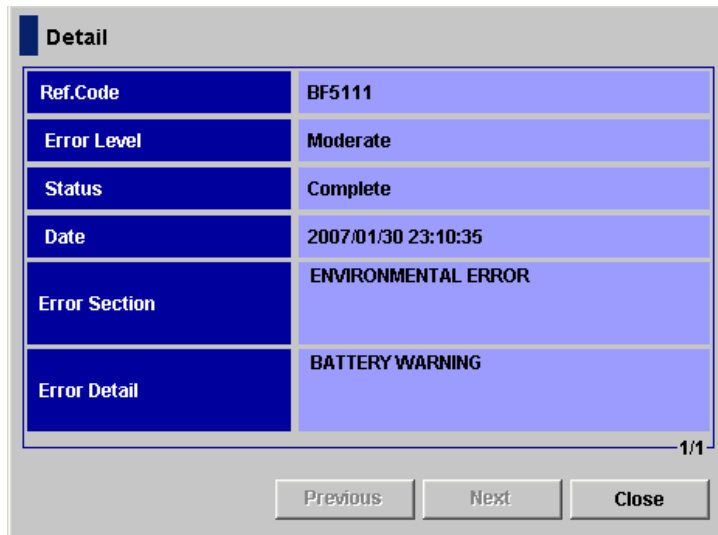 Detail
Ref.Code BF5111
Error Level Moderate
Status Complete
Date 2007/01/30 23:10:35
Error Section ENVIRONMENTAL ERROR
Error Detail BATTERY WARNING
1/1
Previous Next Close